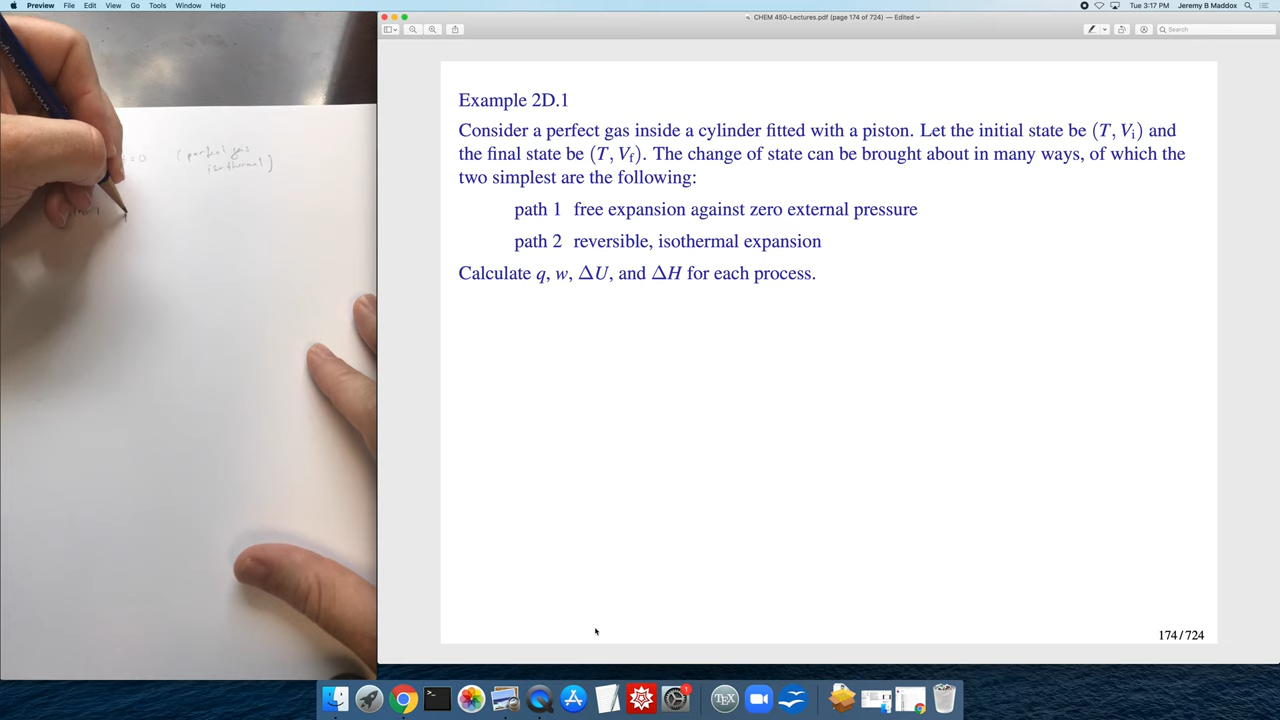 Preview File Edit View Go Tools Window Help
Tue 3:17 PM Jeremy B Maddox
CHEM 450-Lectures.pdf (page 174 of 724) — Edited
Search
= 0 (perfect gas
isothermal)
Example 2D.1
Consider a perfect gas inside a cylinder fitted with a piston. Let the initial state be (T, Vᵢ) and
the final state be (T, V_f). The change of state can be brought about in many ways, of which the
two simplest are the following:
path 1 free expansion against zero external pressure
path 2 reversible, isothermal expansion
Calculate q, w, ΔU, and ΔH for each process.
174/724
1
TEX